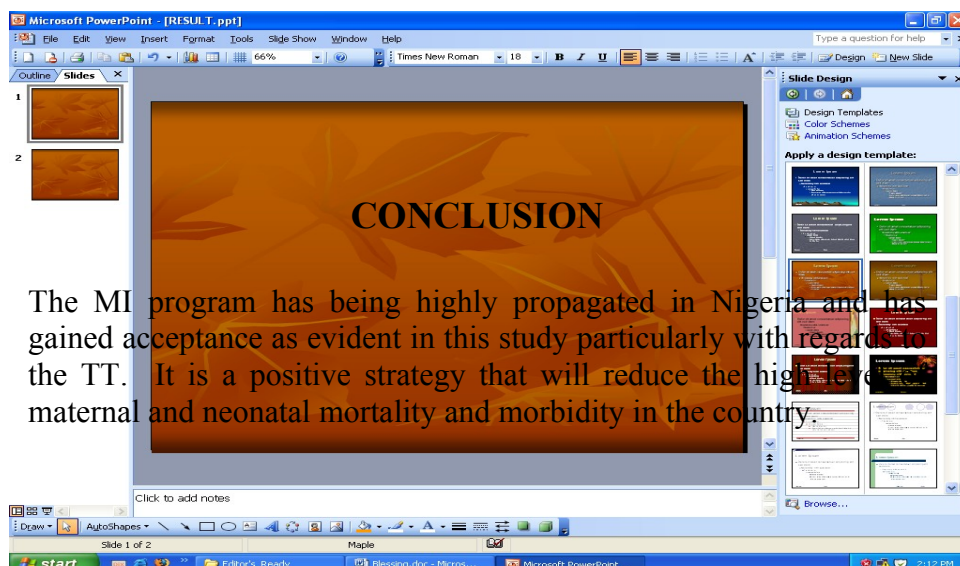 Microsoft PowerPoint - [RESULT.ppt]
File Edit View Insert Format Tools Slide Show Window Help
Type a question for help
66%
Times New Roman
18
B I U
Design
New Slide
Outline Slides
Slide Design
1
2
Design Templates
Color Schemes
Animation Schemes
Apply a design template:
CONCLUSION
The MI program has being highly propagated in Nigeria and has
gained acceptance as evident in this study particularly with regards to
the TT. It is a positive strategy that will reduce the high
maternal and neonatal mortality and morbidity in the country
Click to add notes
Browse...
Draw AutoShapes
Slide 1 of 2
Maple
start
Editor's Ready
Blessing.doc - Micros...
Microsoft PowerPoint
2:12 PM